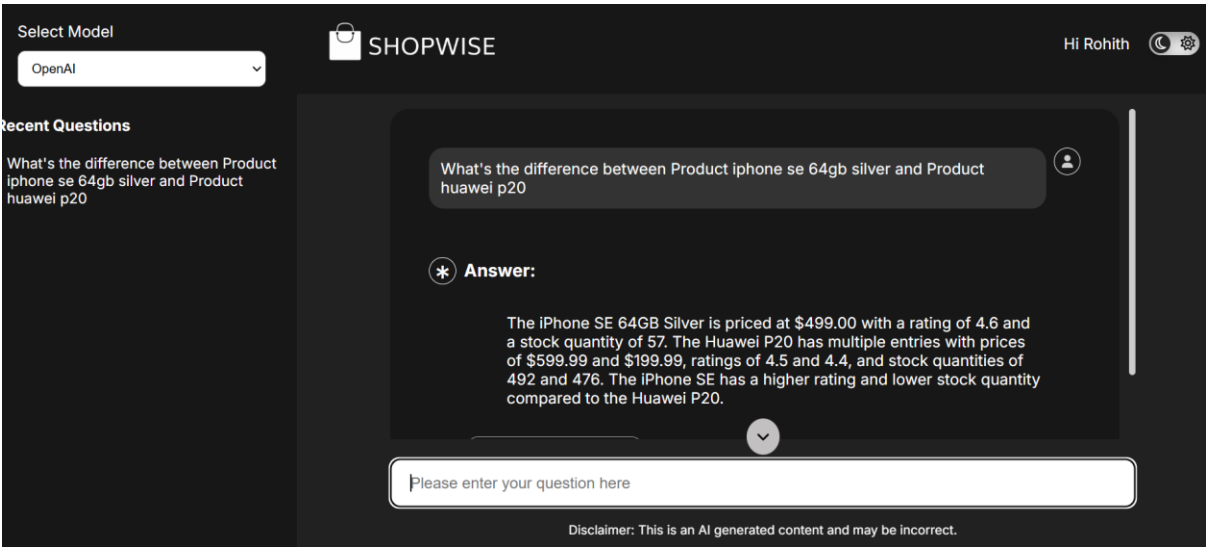 Select Model
OpenAI
SHOPWISE
Hi Rohith
Recent Questions
What's the difference between Product
iphone se 64gb silver and Product
huawei p20
What's the difference between Product iphone se 64gb silver and Product
huawei p20
Answer:
The iPhone SE 64GB Silver is priced at $499.00 with a rating of 4.6 and
a stock quantity of 57. The Huawei P20 has multiple entries with prices
of $599.99 and $199.99, ratings of 4.5 and 4.4, and stock quantities of
492 and 476. The iPhone SE has a higher rating and lower stock quantity
compared to the Huawei P20.
Please enter your question here
Disclaimer: This is an AI generated content and may be incorrect.